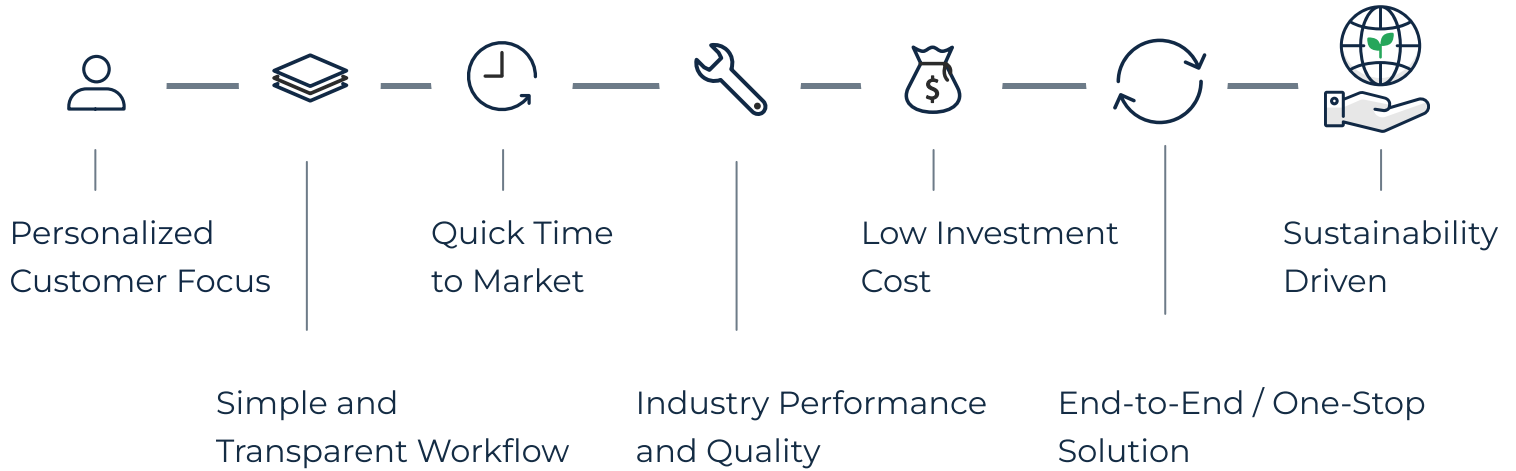 $
Personalized
Customer Focus
Simple and
Transparent Workflow
Quick Time
to Market
Industry Performance
and Quality
Low Investment
Cost
End-to-End / One-Stop
Solution
Sustainability
Driven